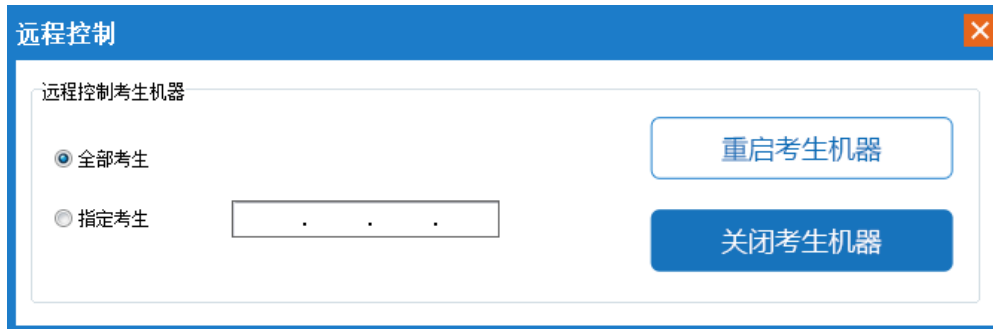 远程控制
远程控制考生机器
全部考生
重启考生机器
指定考生
. . .
关闭考生机器